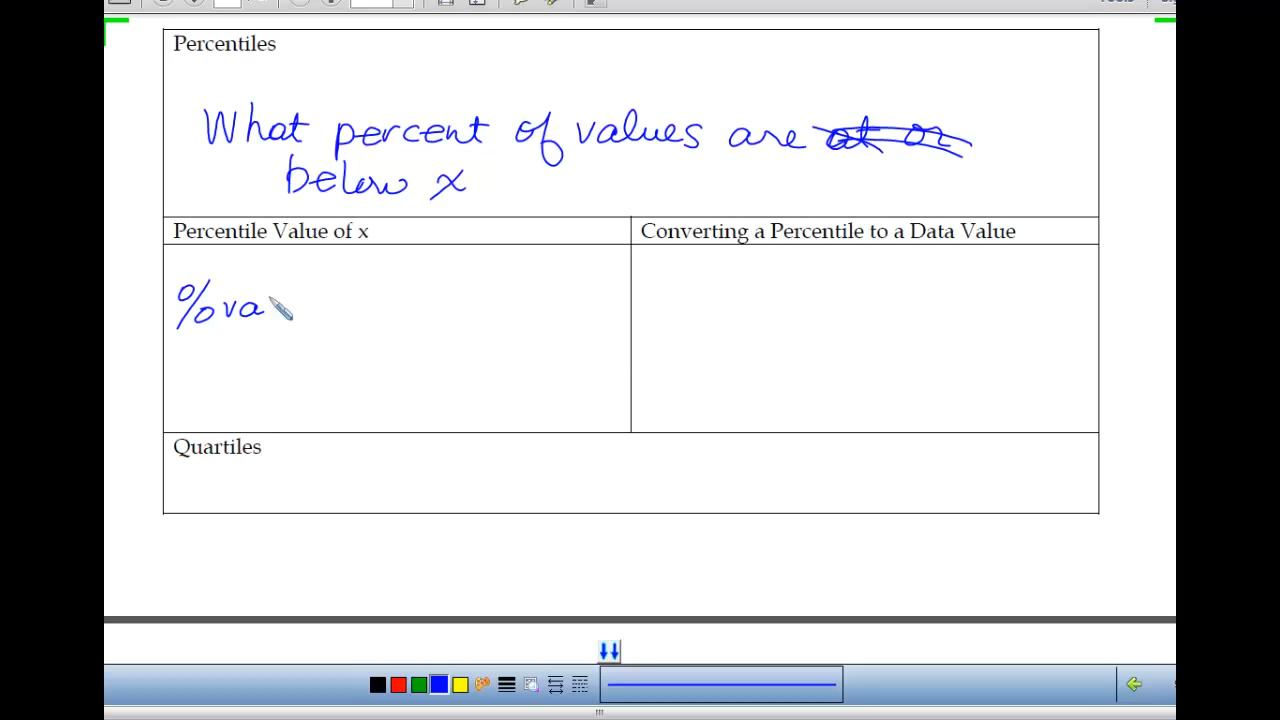 Percentiles
What percent of values are at or
below x
Percentile Value of x
Converting a Percentile to a Data Value
% va
Quartiles